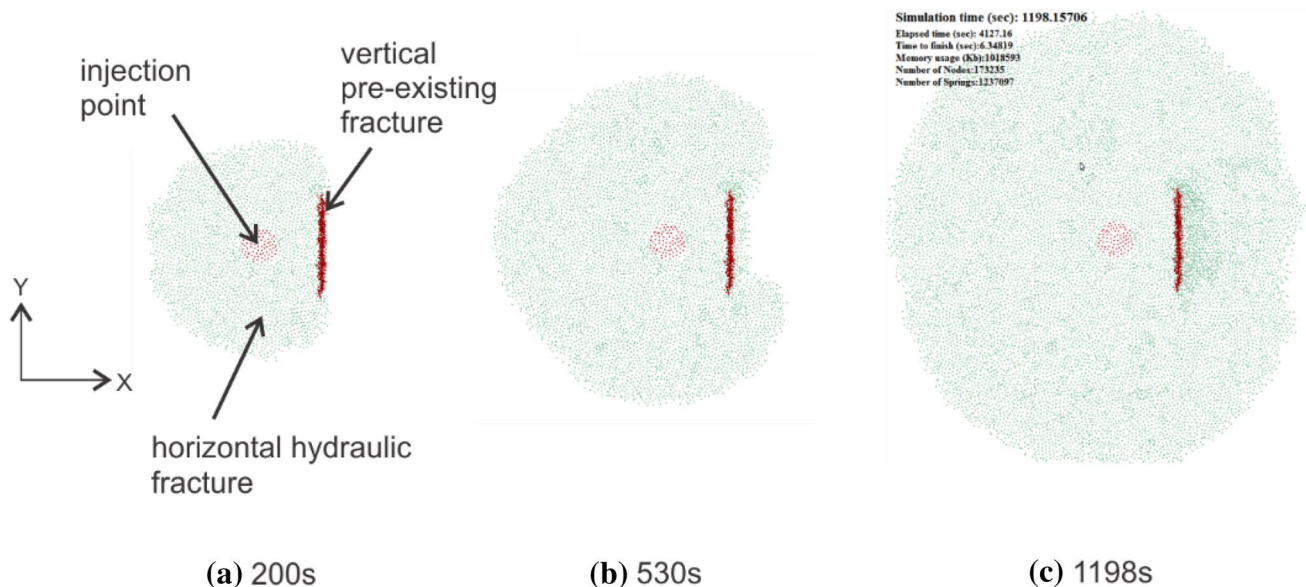 injection
point
vertical
pre-existing
fracture
Y
X
horizontal hydraulic
fracture
Simulation time (sec): 1198.15706
Elapsed time (sec): 4127.16
Time to finish (sec):6.34819
Memory usage (Kb):1018593
Number of Nodes:173235
Number of Springs:1237097
(a) 200s
(b) 530s
(c) 1198s